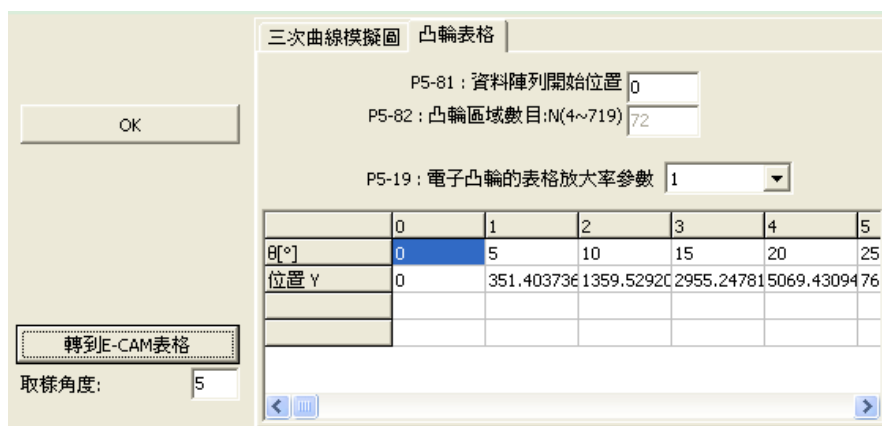 三次曲線模擬圖 凸輪表格
P5-81：資料陣列開始位置 0
P5-82：凸輪區域數目:N(4~719) 72
OK
P5-19：電子凸輪的表格放大率參數 1
0 1 2 3 4 5
θ[°] 0 5 10 15 20 25
位置 Y 0 351.403736 1359.52920 2955.24781 5069.43094 76
轉到E-CAM表格
取樣角度: 5